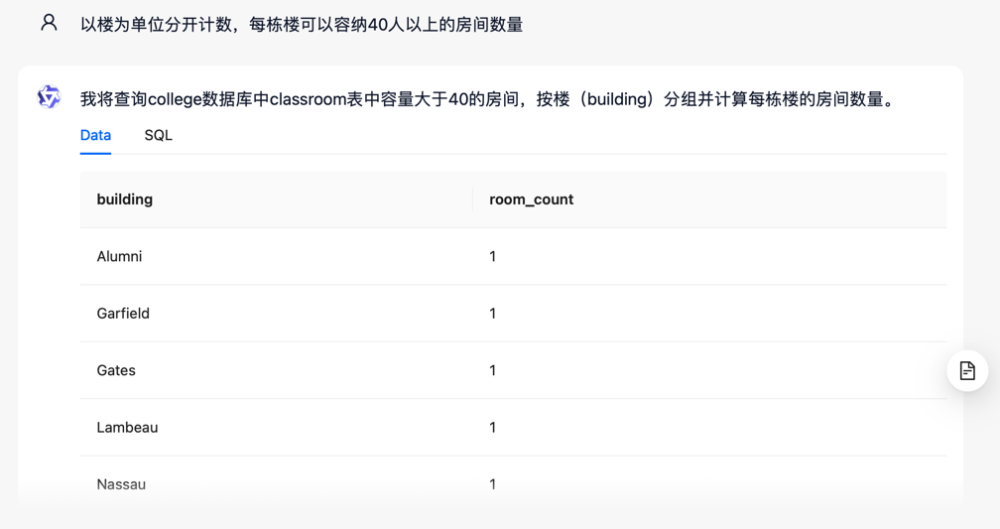 以楼为单位分开计数，每栋楼可以容纳40人以上的房间数量
我将查询college数据库中classroom表中容量大于40的房间，按楼（building）分组并计算每栋楼的房间数量。
Data SQL
building room_count
Alumni 1
Garfield 1
Gates 1
Lambeau 1
Nassau 1